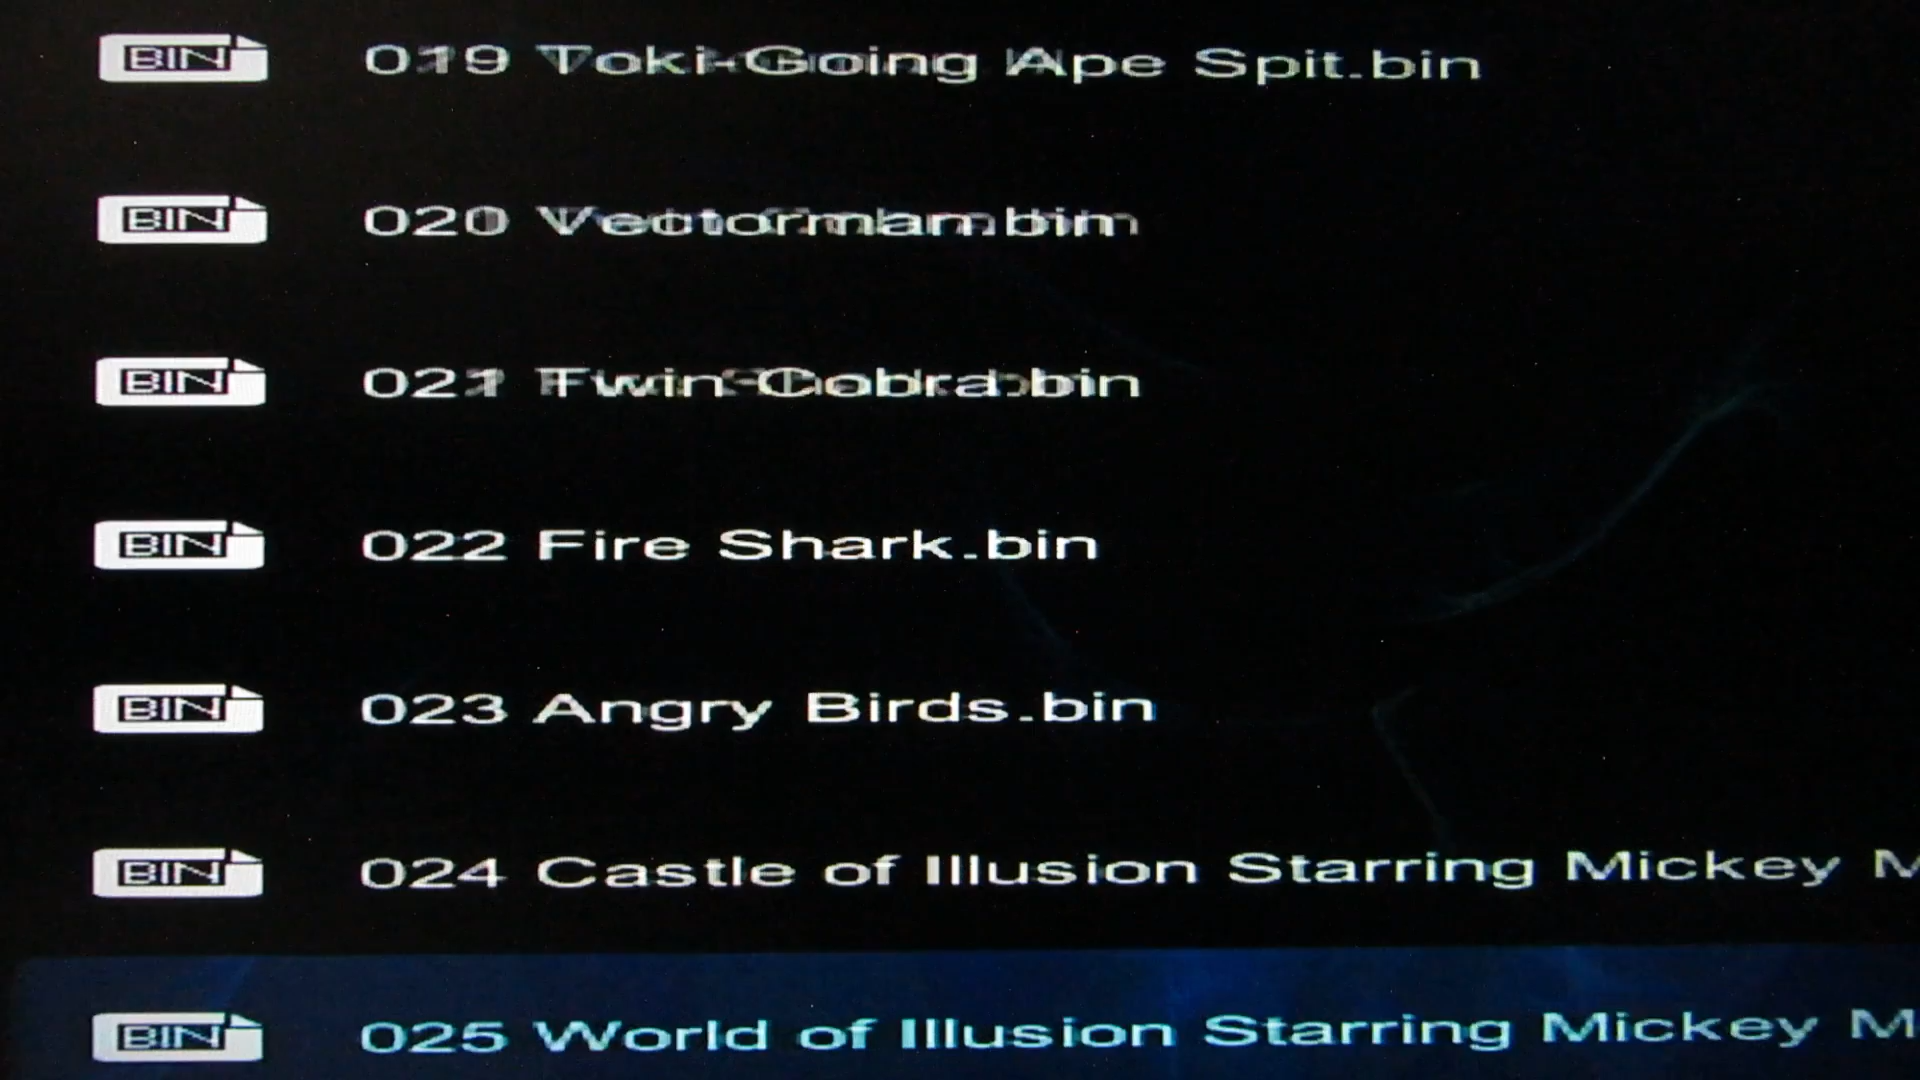 BIN 019 Toki-Going Ape Spit.bin
BIN 020 Vectorman.bin
BIN 021 Twin Cobra.bin
BIN 022 Fire Shark.bin
BIN 023 Angry Birds.bin
BIN 024 Castle of Illusion Starring Mickey M
BIN 025 World of Illusion Starring Mickey M